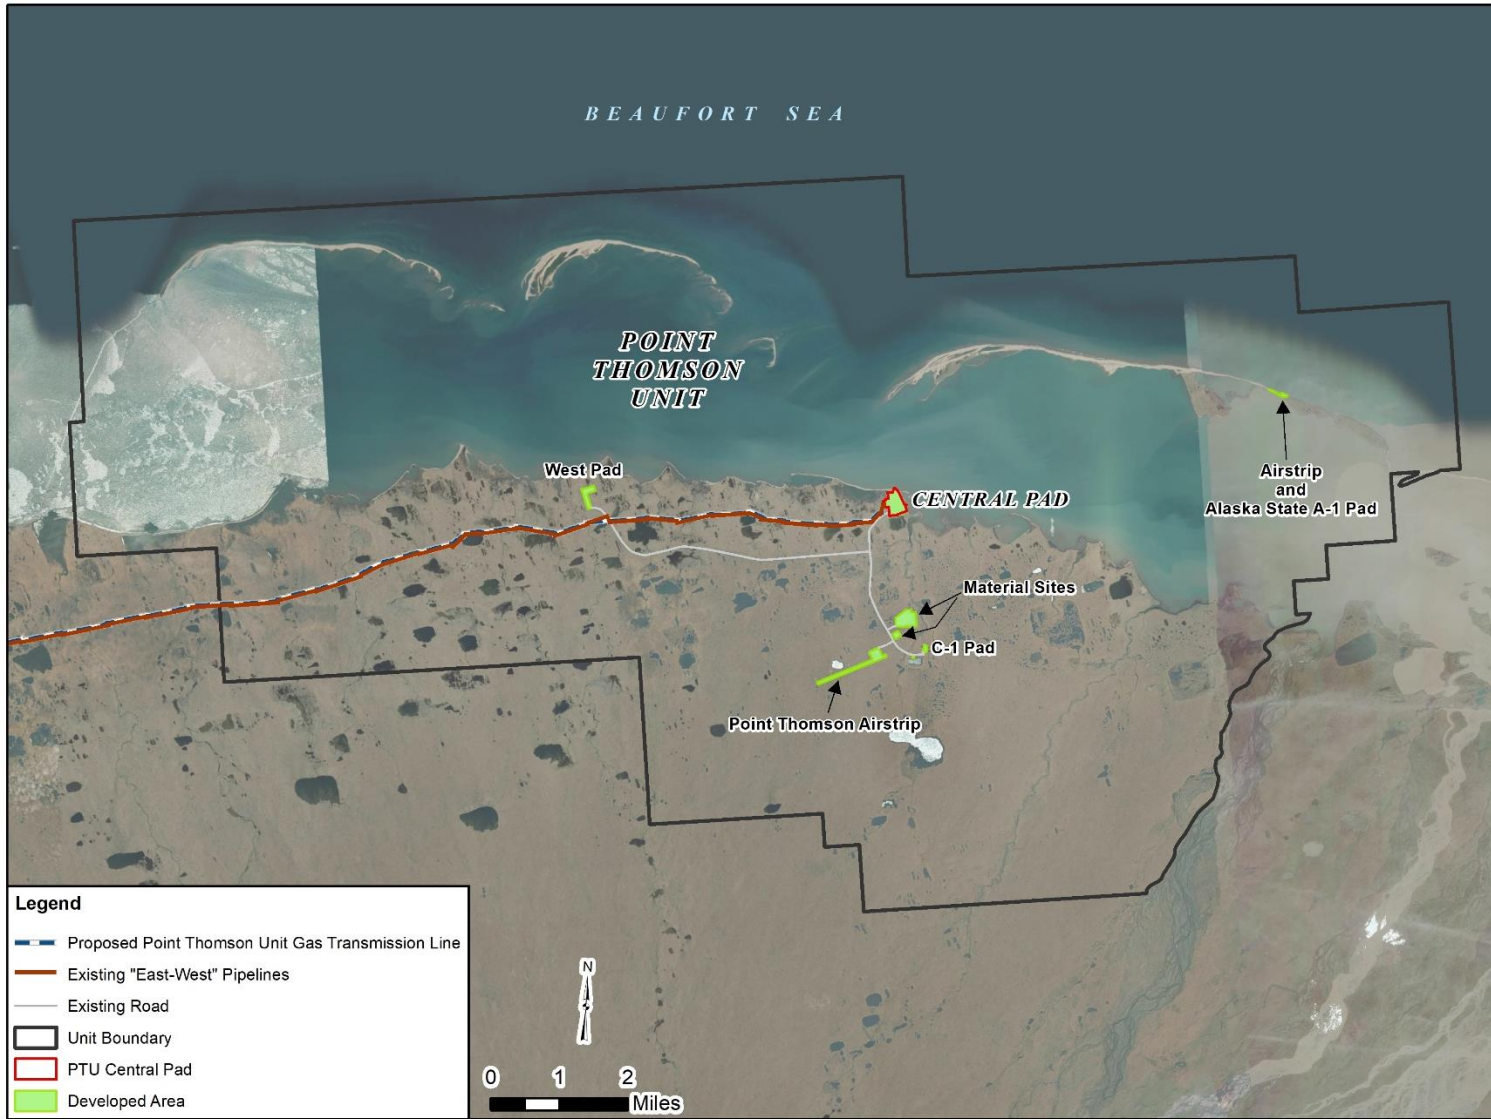 BEAUFORT SEA
POINT
THOMSON
UNIT
West Pad
CENTRAL PAD
Airstrip
and
Alaska State A-1 Pad
Material Sites
C-1 Pad
Point Thomson Airstrip
Legend
Proposed Point Thomson Unit Gas Transmission Line
Existing "East-West" Pipelines
Existing Road
Unit Boundary
PTU Central Pad
Developed Area
N
0 1 2
Miles